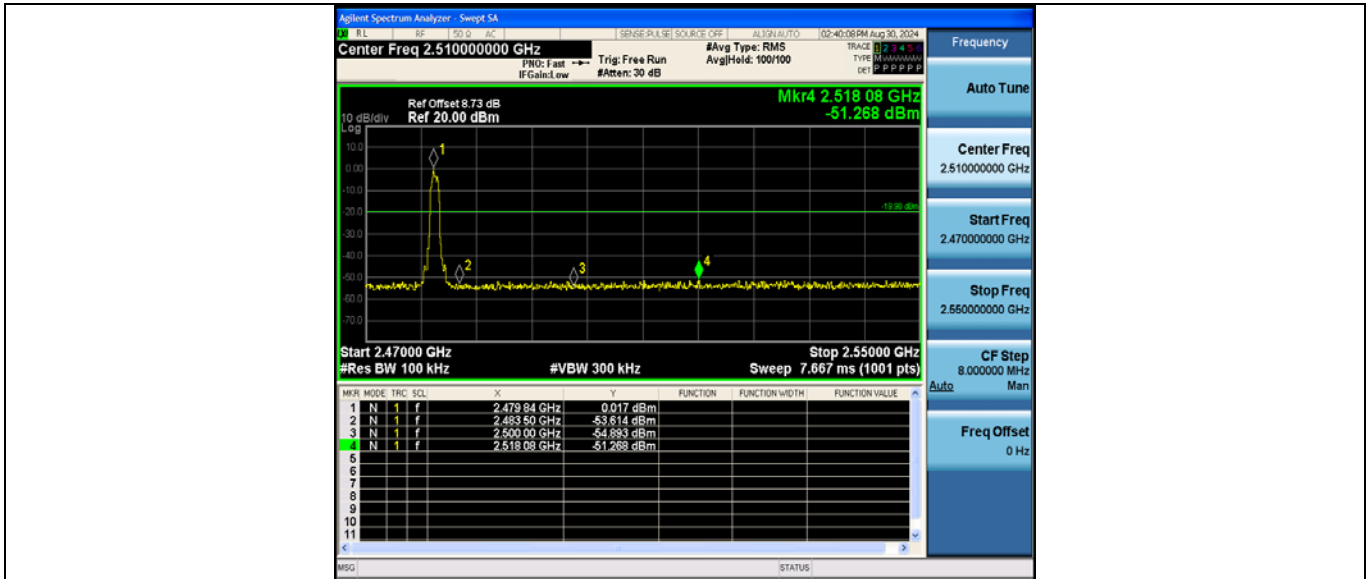 Agilent Spectrum Analyzer - Swept SA
RL RF 50 Ω AC SENSE:PULSE SOURCE OFF ALIGN AUTO 02:40:08 PM Aug 30, 2024
Center Freq 2.510000000 GHz
#Avg Type: RMS
Avg|Hold: 100/100
PNO: Fast
IFGain:Low
Trig: Free Run
#Atten: 30 dB
TRACE 1 2 3 4 5 6
TYPE M
DET P P P P P P
Mkr4 2.518 08 GHz
-51.268 dBm
Ref Offset 8.73 dB
10 dB/div Ref 20.00 dBm
Log
10.0
0.00
-10.0
-20.0
-30.0
-40.0
-50.0
-60.0
-70.0
1
2
3
4
-19.98 dBm
Start 2.47000 GHz Stop 2.55000 GHz
#Res BW 100 kHz #VBW 300 kHz Sweep 7.667 ms (1001 pts)
MKR MODE TRC SCL X Y FUNCTION FUNCTION WIDTH FUNCTION VALUE
1 N 1 f 2.479 84 GHz 0.017 dBm
2 N 1 f 2.483 50 GHz -53.614 dBm
3 N 1 f 2.500 00 GHz -54.893 dBm
4 N 1 f 2.518 08 GHz -51.268 dBm
5
6
7
8
9
10
11
MSG STATUS
Frequency
Auto Tune
Center Freq
2.510000000 GHz
Start Freq
2.470000000 GHz
Stop Freq
2.550000000 GHz
CF Step
8.000000 MHz
Auto Man
Freq Offset
0 Hz